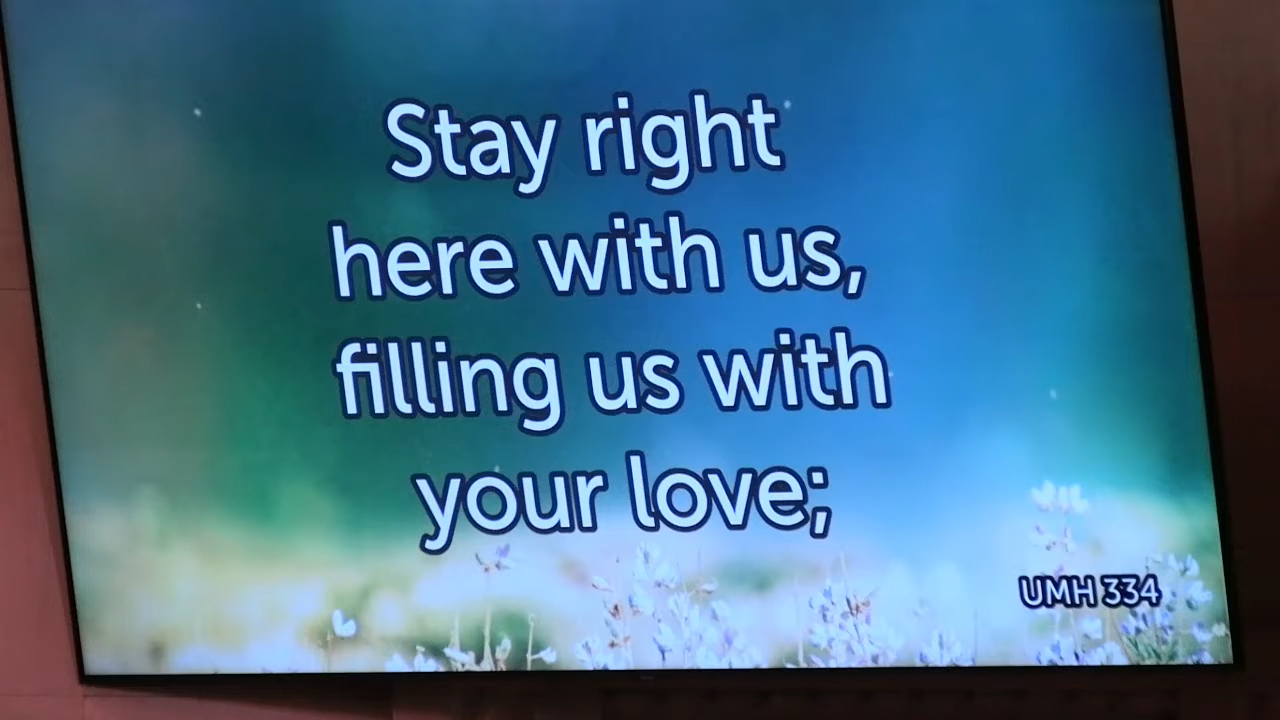 Stay right
here with us,
filling us with
your love;
UMH 334